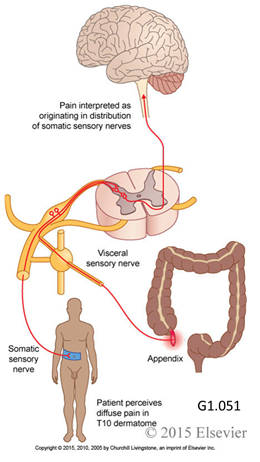 Pain interpreted as
originating in distribution
of somatic sensory nerves
Visceral
sensory nerve
Somatic
sensory
nerve
Appendix
Patient perceives
diffuse pain in
T10 dermatome
G1.051
© 2015 Elsevier
Copyright © 2015, 2010, 2005 by Churchill Livingstone, an imprint of Elsevier Inc.